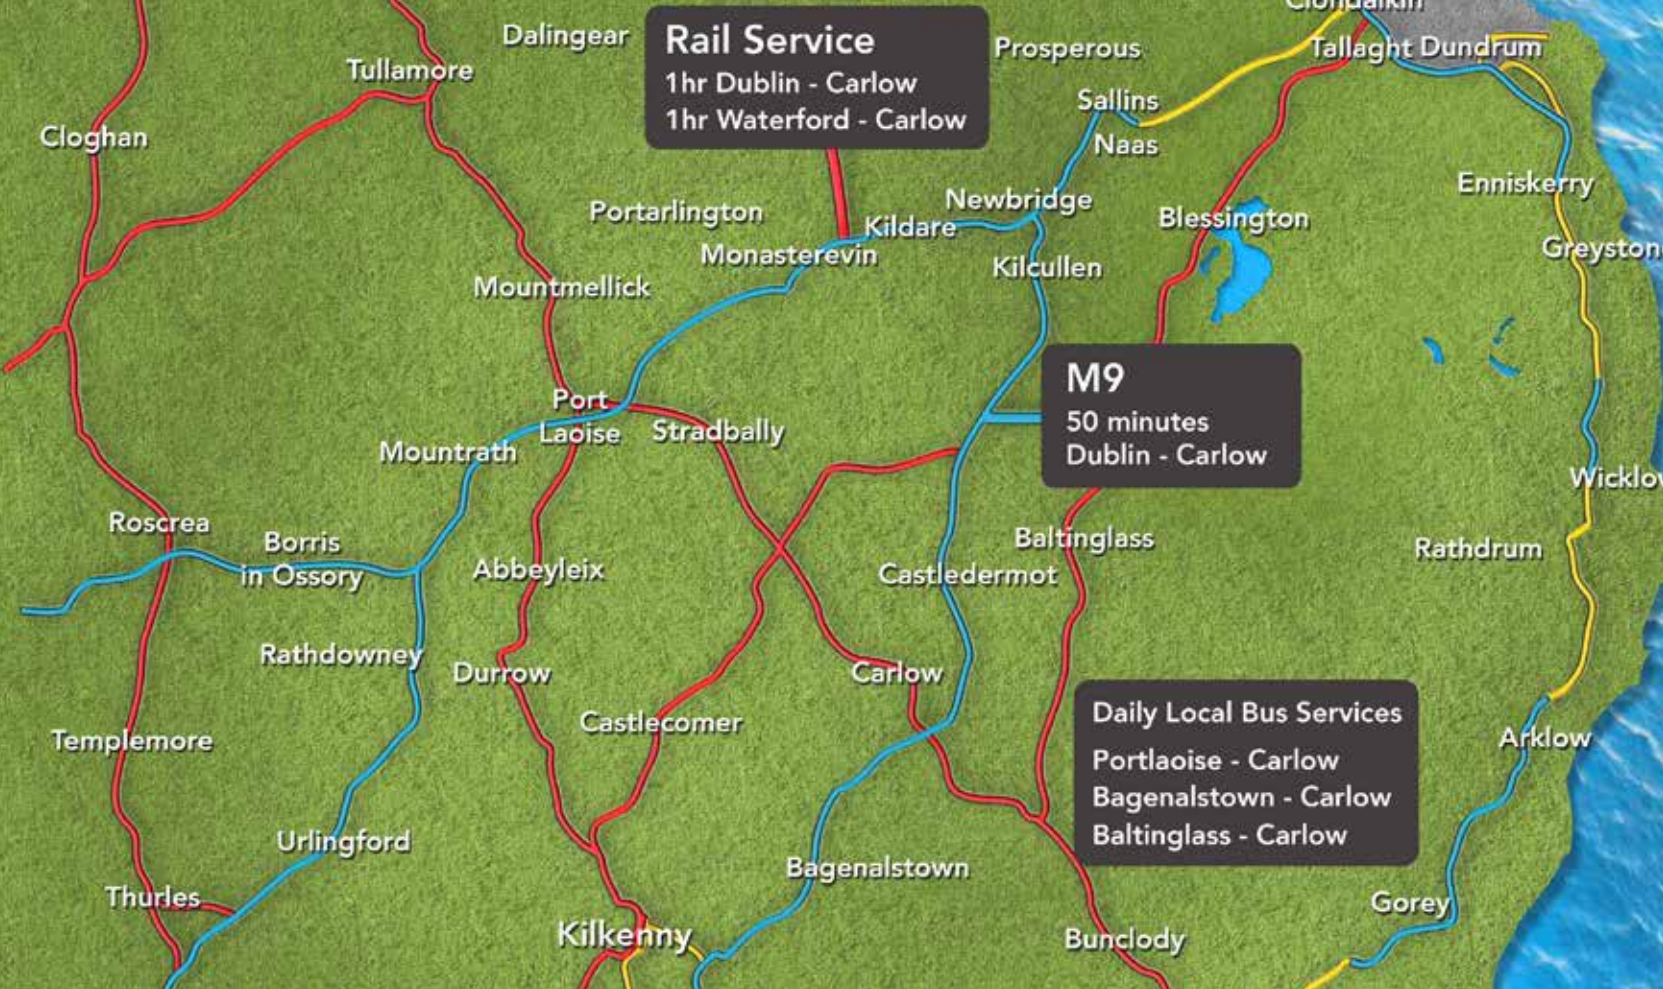 Clondalkin
Dalingear
Rail Service
1hr Dublin - Carlow
1hr Waterford - Carlow
Prosperous
Tallaght Dundrum
Tullamore
Sallins
Cloghan
Naas
Enniskerry
Newbridge
Portarlington
Kildare
Blessington
Monasterevin
Greyston
Kilcullen
Mountmellick
M9
50 minutes
Dublin - Carlow
Port
Laoise
Stradbally
Mountrath
Wicklow
Roscrea
Borris
in Ossory
Baltinglass
Rathdrum
Abbeyleix
Castledermot
Rathdowney
Durrow
Carlow
Castlecomer
Daily Local Bus Services
Portlaoise - Carlow
Bagenalstown - Carlow
Baltinglass - Carlow
Templemore
Arklow
Urlingford
Bagenalstown
Thurles
Gorey
Kilkenny
Bunclody